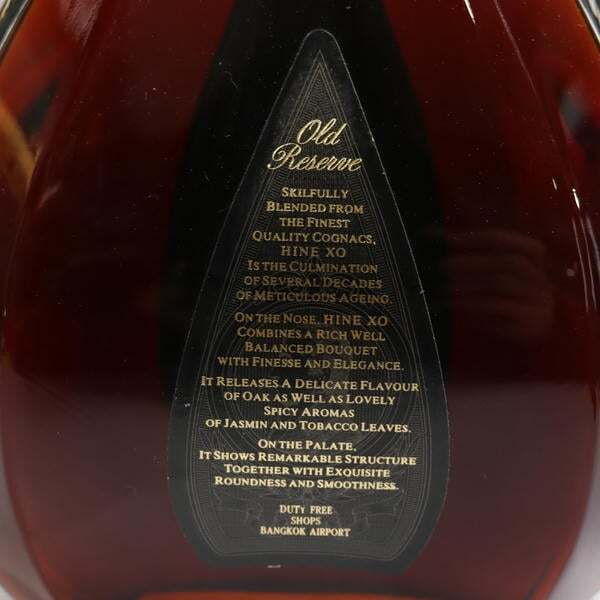 Old
Reserve
SKILFULLY
BLENDED FROM
THE FINEST
QUALITY COGNACS,
HINE XO
IS THE CULMINATION
OF SEVERAL DECADES
OF METICULOUS AGEING.
ON THE NOSE, HINE XO
COMBINES A RICH WELL
BALANCED BOUQUET
WITH FINESSE AND ELEGANCE.
IT RELEASES A DELICATE FLAVOUR
OF OAK AS WELL AS LOVELY
SPICY AROMAS
OF JASMIN AND TOBACCO LEAVES.
ON THE PALATE,
IT SHOWS REMARKABLE STRUCTURE
TOGETHER WITH EXQUISITE
ROUNDNESS AND SMOOTHNESS.
DUTY FREE
SHOPS
BANGKOK AIRPORT